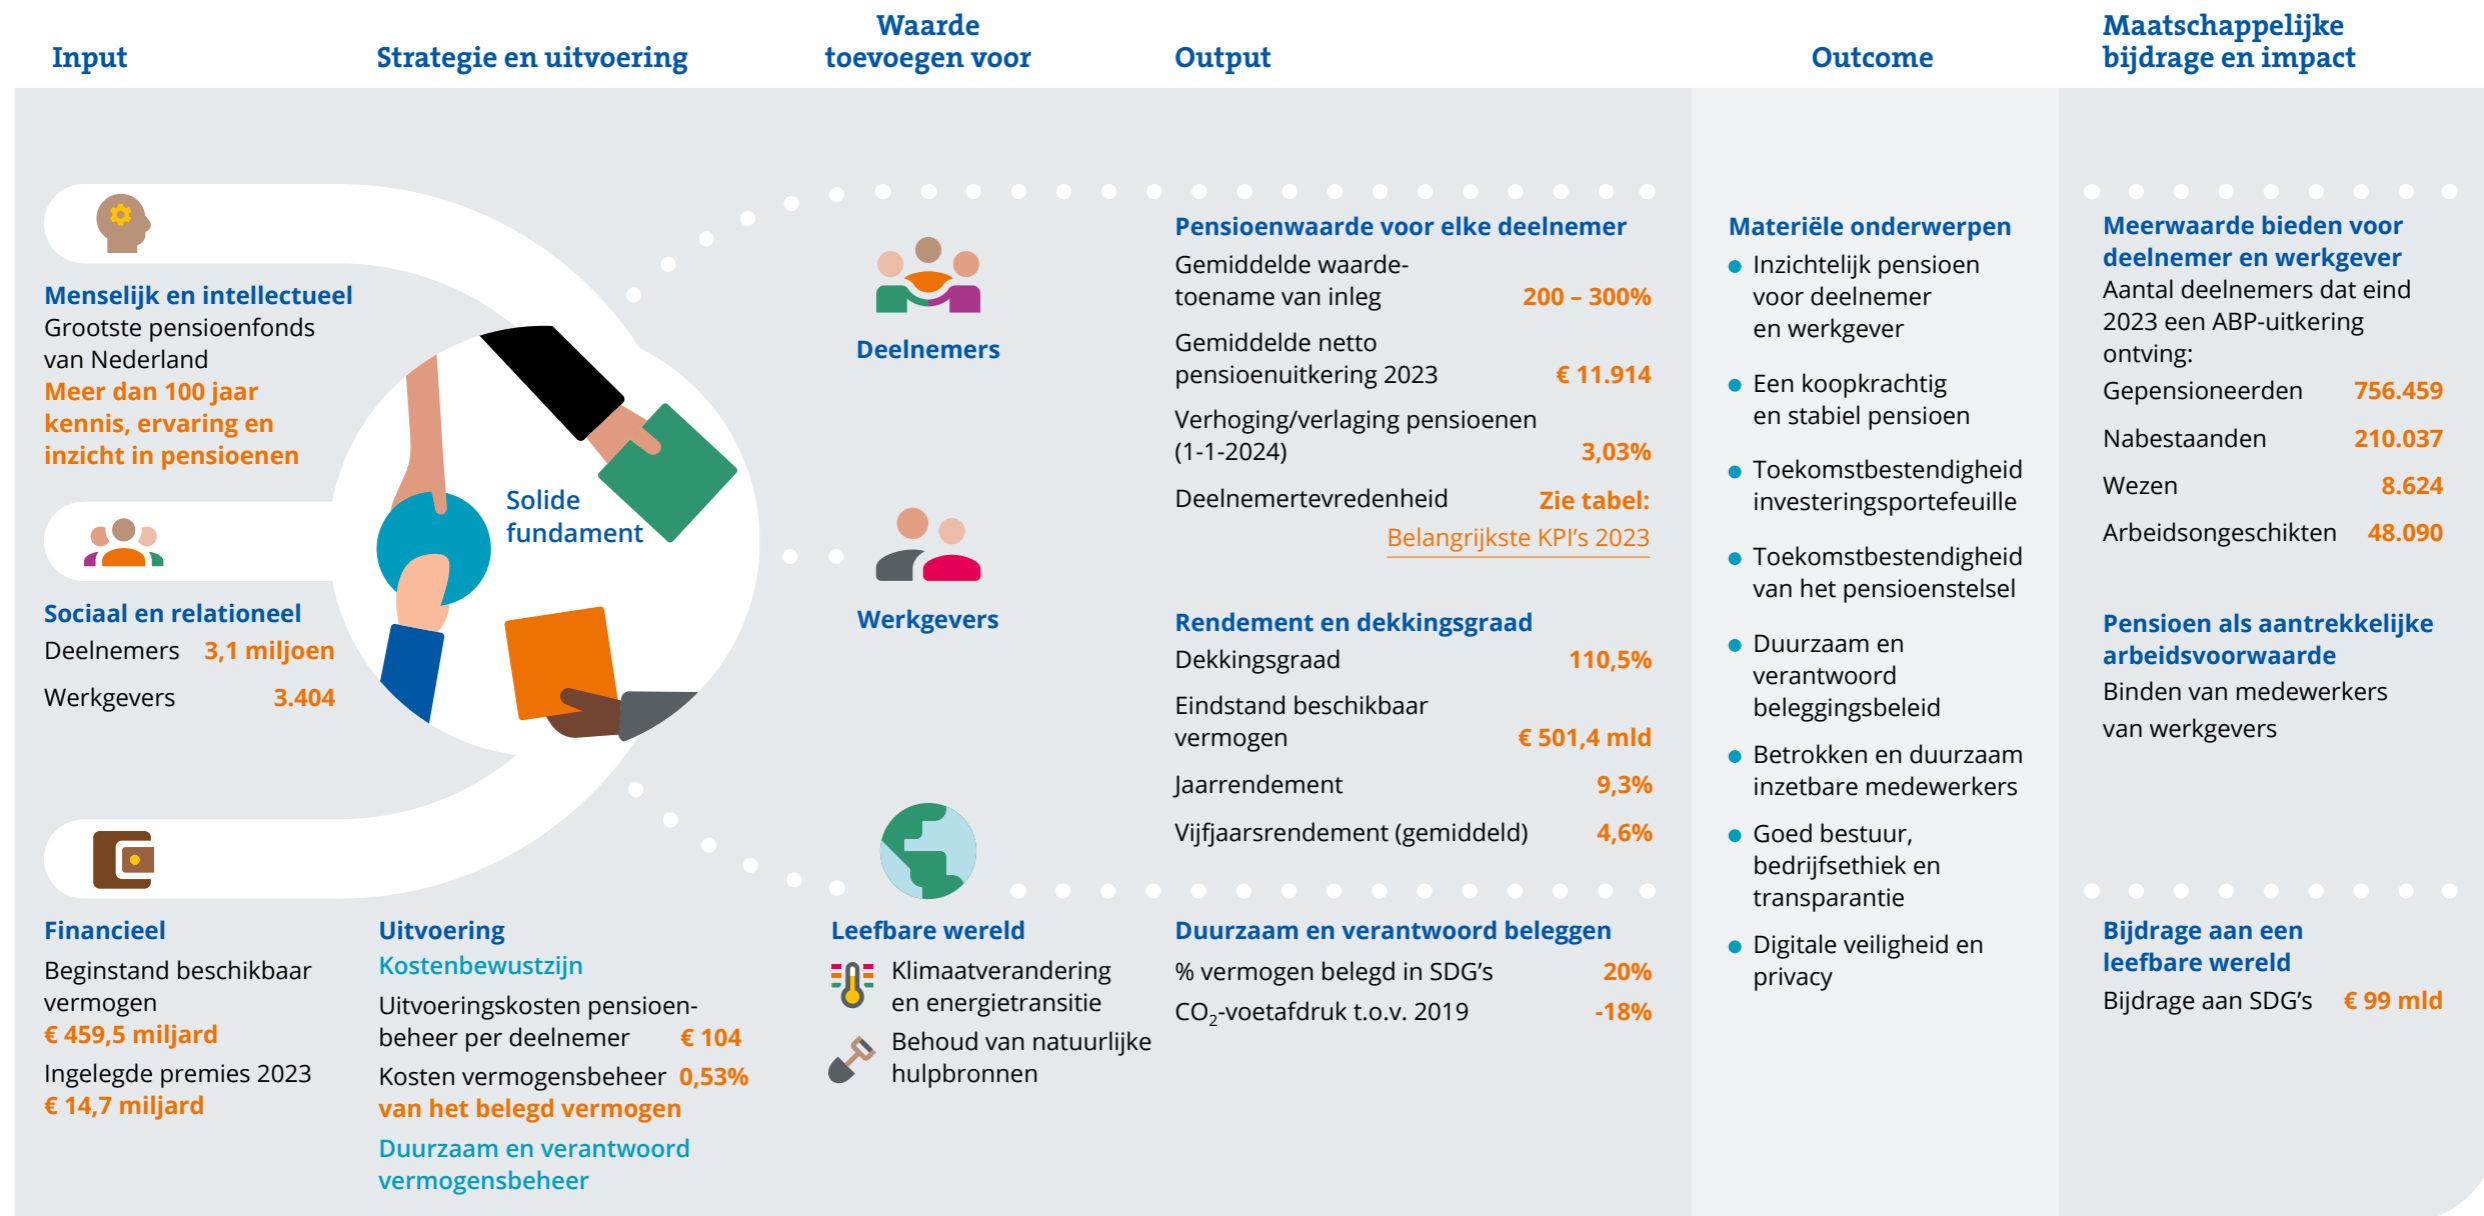 Input
Strategie en uitvoering
Waarde
toevoegen voor
Output
Outcome
Maatschappelijke
bijdrage en impact
Menselijk en intellectueel
Grootste pensioenfonds
van Nederland
Meer dan 100 jaar
kennis, ervaring en
inzicht in pensioenen
Sociaal en relationeel
Deelnemers 3,1 miljoen
Werkgevers 3.404
Financieel
Beginstand beschikbaar
vermogen
€ 459,5 miljard
Ingelegde premies 2023
€ 14,7 miljard
Solide
fundament
Uitvoering
Kostenbewustzijn
Uitvoeringskosten pensioen-
beheer per deelnemer € 104
Kosten vermogensbeheer 0,53%
van het belegd vermogen
Duurzaam en verantwoord
vermogensbeheer
Deelnemers
Werkgevers
Leefbare wereld
Klimaatverandering
en energietransitie
Behoud van natuurlijke
hulpbronnen
Pensioenwaarde voor elke deelnemer
Gemiddelde waarde-
toename van inleg 200 – 300%
Gemiddelde netto
pensioenuitkering 2023 € 11.914
Verhoging/verlaging pensioenen
(1-1-2024) 3,03%
Deelnemertevredenheid Zie tabel:
Belangrijkste KPI's 2023
Rendement en dekkingsgraad
Dekkingsgraad 110,5%
Eindstand beschikbaar
vermogen € 501,4 mld
Jaarrendement 9,3%
Vijfjaarsrendement (gemiddeld) 4,6%
Duurzaam en verantwoord beleggen
% vermogen belegd in SDG's 20%
CO₂-voetafdruk t.o.v. 2019 -18%
Materiële onderwerpen
• Inzichtelijk pensioen
voor deelnemer
en werkgever
• Een koopkrachtig
en stabiel pensioen
• Toekomstbestendigheid
investeringsportefeuille
• Toekomstbestendigheid
van het pensioenstelsel
• Duurzaam en
verantwoord
beleggingsbeleid
• Betrokken en duurzaam
inzetbare medewerkers
• Goed bestuur,
bedrijfsethiek en
transparantie
• Digitale veiligheid en
privacy
Meerwaarde bieden voor
deelnemer en werkgever
Aantal deelnemers dat eind
2023 een ABP-uitkering
ontving:
Gepensioneerden 756.459
Nabestaanden 210.037
Wezen 8.624
Arbeidsongeschikten 48.090
Pensioen als aantrekkelijke
arbeidsvoorwaarde
Binden van medewerkers
van werkgevers
Bijdrage aan een
leefbare wereld
Bijdrage aan SDG's € 99 mld